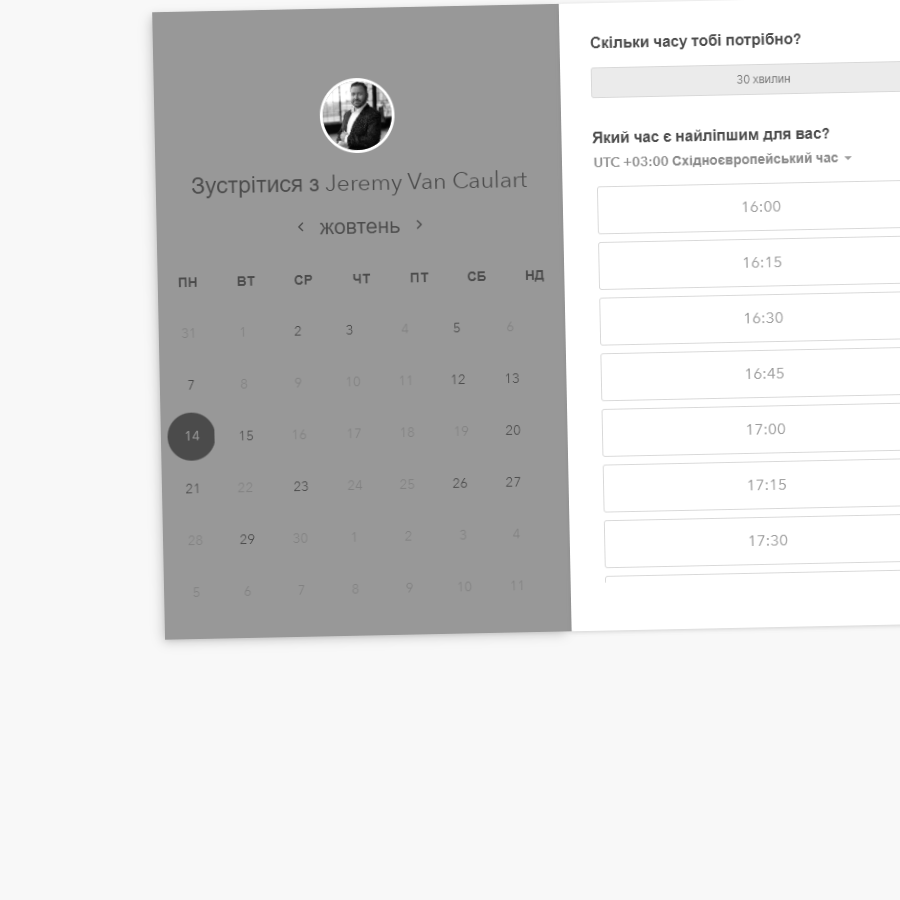 Зустрітися з Jeremy Van Caulart
жовтень
ПН ВТ СР ЧТ ПТ СБ НД
31 1 2 3 4 5 6
7 8 9 10 11 12 13
14 15 16 17 18 19 20
21 22 23 24 25 26 27
28 29 30 1 2 3 4
5 6 7 8 9 10 11
Скільки часу тобі потрібно?
30 хвилин
Який час є найліпшим для вас?
UTC +03:00 Східноєвропейський час
16:00
16:15
16:30
16:45
17:00
17:15
17:30